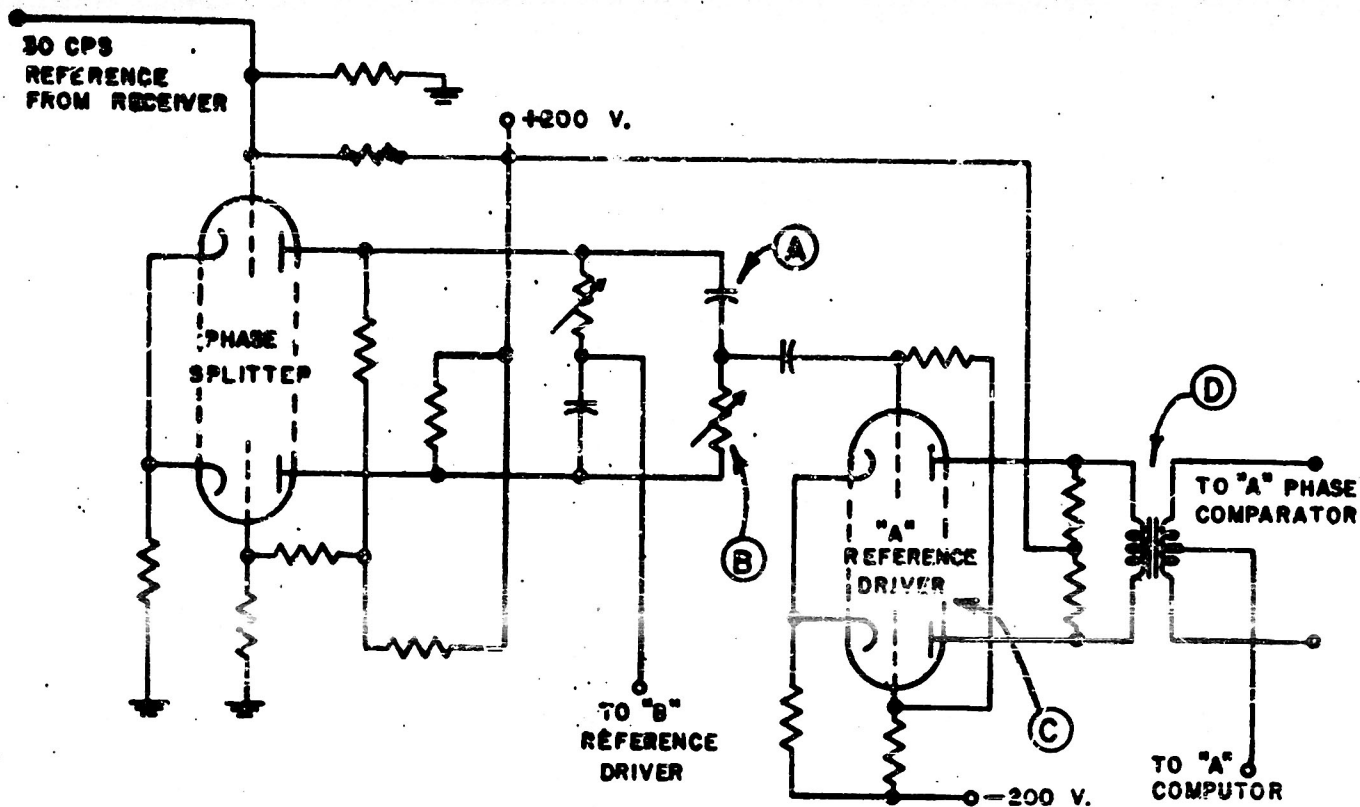 30 CPS
REFERENCE
FROM RECEIVER
+200 V.
A
PHASE
SPLITTER
D
TO "A" PHASE
COMPARATOR
B
"A"
REFERENCE
DRIVER
TO "B"
REFERENCE
DRIVER
C
TO "A"
COMPUTOR
-200 V.